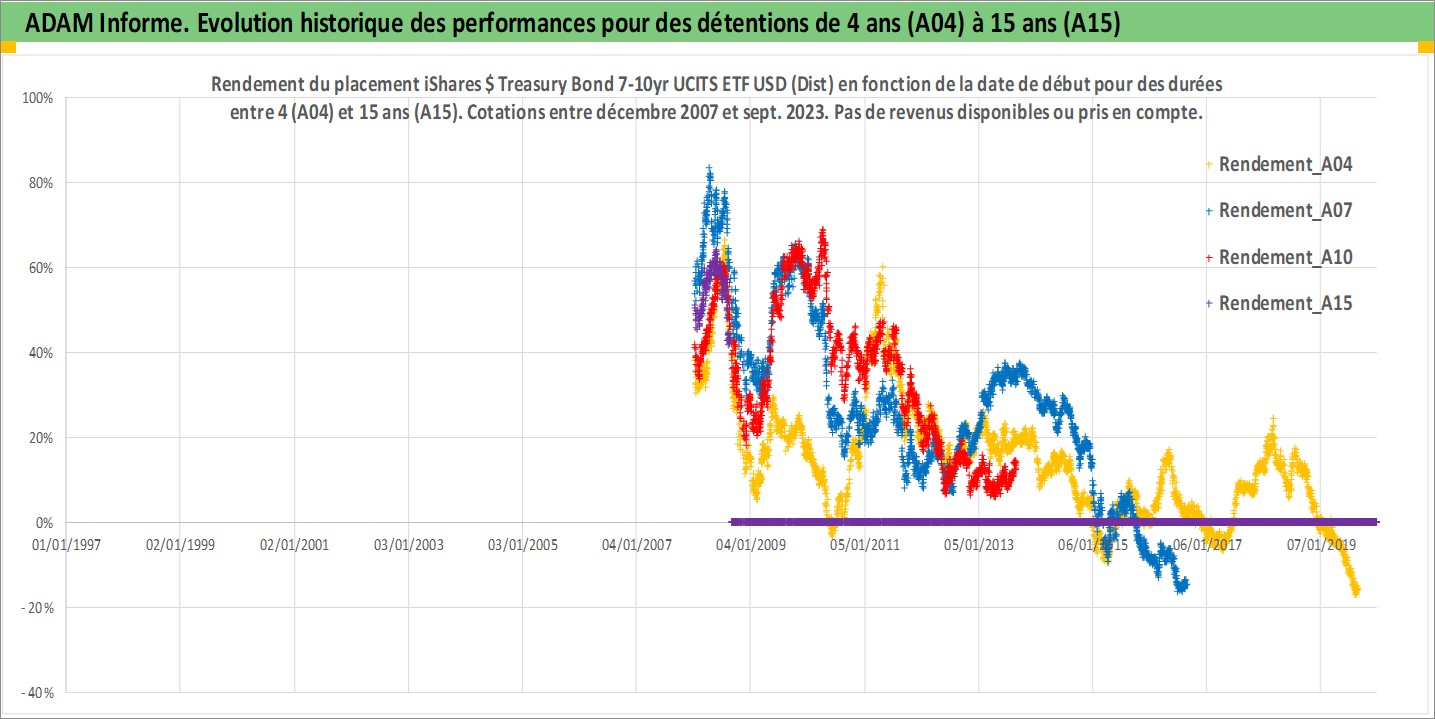 ADAM Informe. Evolution historique des performances pour des détentions de 4 ans (A04) à 15 ans (A15)
Rendement du placement iShares $ Treasury Bond 7-10yr UCITS ETF USD (Dist) en fonction de la date de début pour des durées
entre 4 (A04) et 15 ans (A15). Cotations entre décembre 2007 et sept. 2023. Pas de revenus disponibles ou pris en compte.
100%
80%
60%
40%
20%
0%
- 20%
- 40%
Rendement_A04
Rendement_A07
Rendement_A10
Rendement_A15
01/01/1997 02/01/1999 02/01/2001 03/01/2003 03/01/2005 04/01/2007 04/01/2009 05/01/2011 05/01/2013 06/01/2015 06/01/2017 07/01/2019